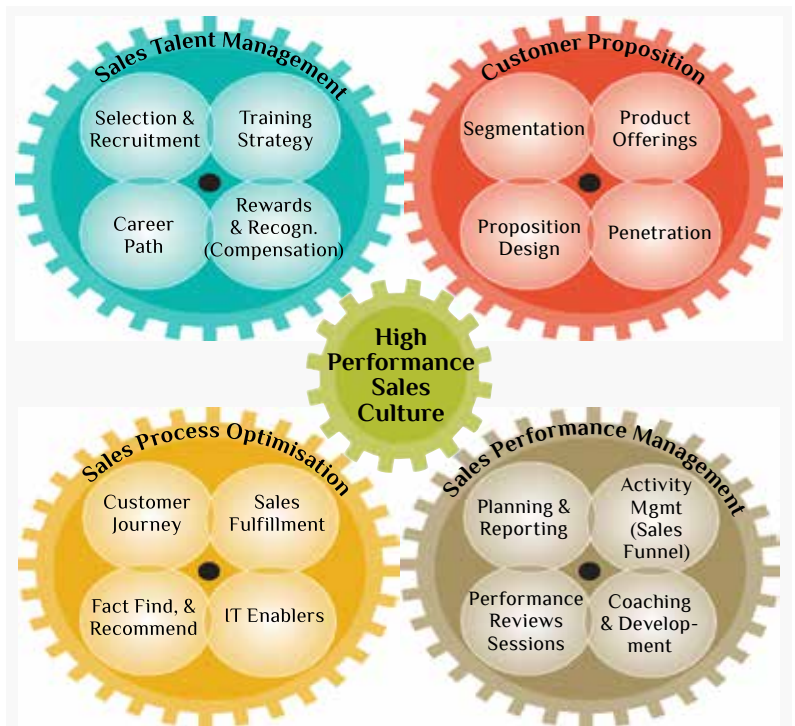 Sales Talent Management
Selection &
Recruitment
Training
Strategy
Career
Path
Rewards
& Recogn.
(Compensation)
Customer Proposition
Segmentation
Product
Offerings
Proposition
Design
Penetration
High
Performance
Sales
Culture
Sales Process Optimisation
Customer
Journey
Sales
Fulfillment
Fact Find, &
Recommend
IT Enablers
Sales Performance Management
Planning &
Reporting
Activity
Mgmt
(Sales
Funnel)
Performance
Reviews
Sessions
Coaching
& Develop-
ment